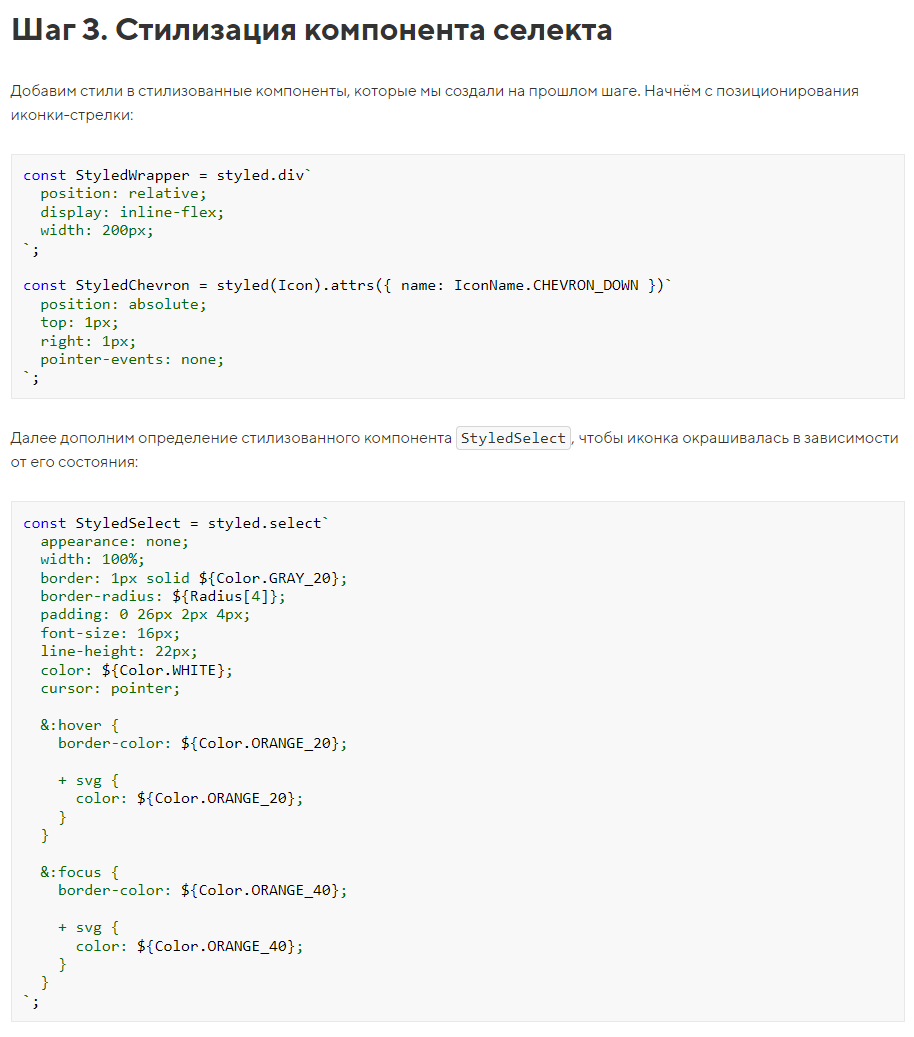 Шаг 3. Стилизация компонента селекта
Добавим стили в стилизованные компоненты, которые мы создали на прошлом шаге. Начнём с позиционирования
иконки-стрелки:
const StyledWrapper = styled.div`
  position: relative;
  display: inline-flex;
  width: 200px;
`;

const StyledChevron = styled(Icon).attrs({ name: IconName.CHEVRON_DOWN })`
  position: absolute;
  top: 1px;
  right: 1px;
  pointer-events: none;
`;
Далее дополним определение стилизованного компонента StyledSelect, чтобы иконка окрашивалась в зависимости
от его состояния:
const StyledSelect = styled.select`
  appearance: none;
  width: 100%;
  border: 1px solid ${Color.GRAY_20};
  border-radius: ${Radius[4]};
  padding: 0 26px 2px 4px;
  font-size: 16px;
  line-height: 22px;
  color: ${Color.WHITE};
  cursor: pointer;

  &:hover {
    border-color: ${Color.ORANGE_20};

    + svg {
      color: ${Color.ORANGE_20};
    }
  }

  &:focus {
    border-color: ${Color.ORANGE_40};

    + svg {
      color: ${Color.ORANGE_40};
    }
  }
`;